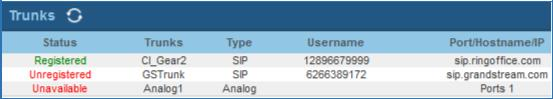 Trunks
Status Trunks Type Username Port/Hostname/IP
Registered CI_Gear2 SIP 12896679999 sip.ringoffice.com
Unregistered GSTrunk SIP 6266389172 sip.grandstream.com
Unavailable Analog1 Analog Ports 1